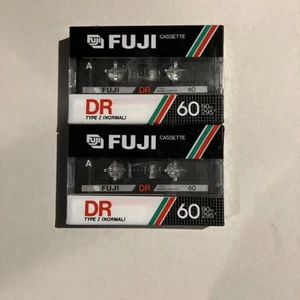 FUJI CASSETTE
A
FUJI DR 60
DR
TYPE I (NORMAL)
60
FUJI CASSETTE
A
FUJI DR 60
DR
TYPE I (NORMAL)
60